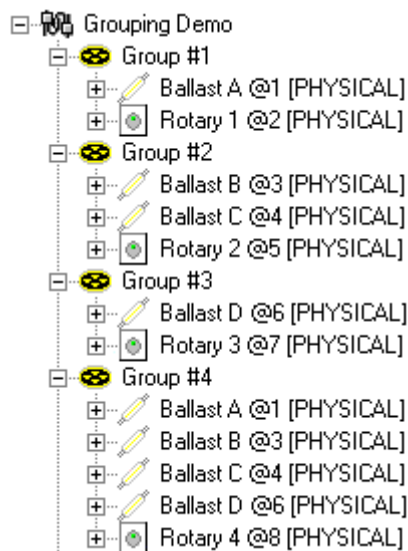 Grouping Demo
Group #1
Ballast A @1 [PHYSICAL]
Rotary 1 @2 [PHYSICAL]
Group #2
Ballast B @3 [PHYSICAL]
Ballast C @4 [PHYSICAL]
Rotary 2 @5 [PHYSICAL]
Group #3
Ballast D @6 [PHYSICAL]
Rotary 3 @7 [PHYSICAL]
Group #4
Ballast A @1 [PHYSICAL]
Ballast B @3 [PHYSICAL]
Ballast C @4 [PHYSICAL]
Ballast D @6 [PHYSICAL]
Rotary 4 @8 [PHYSICAL]